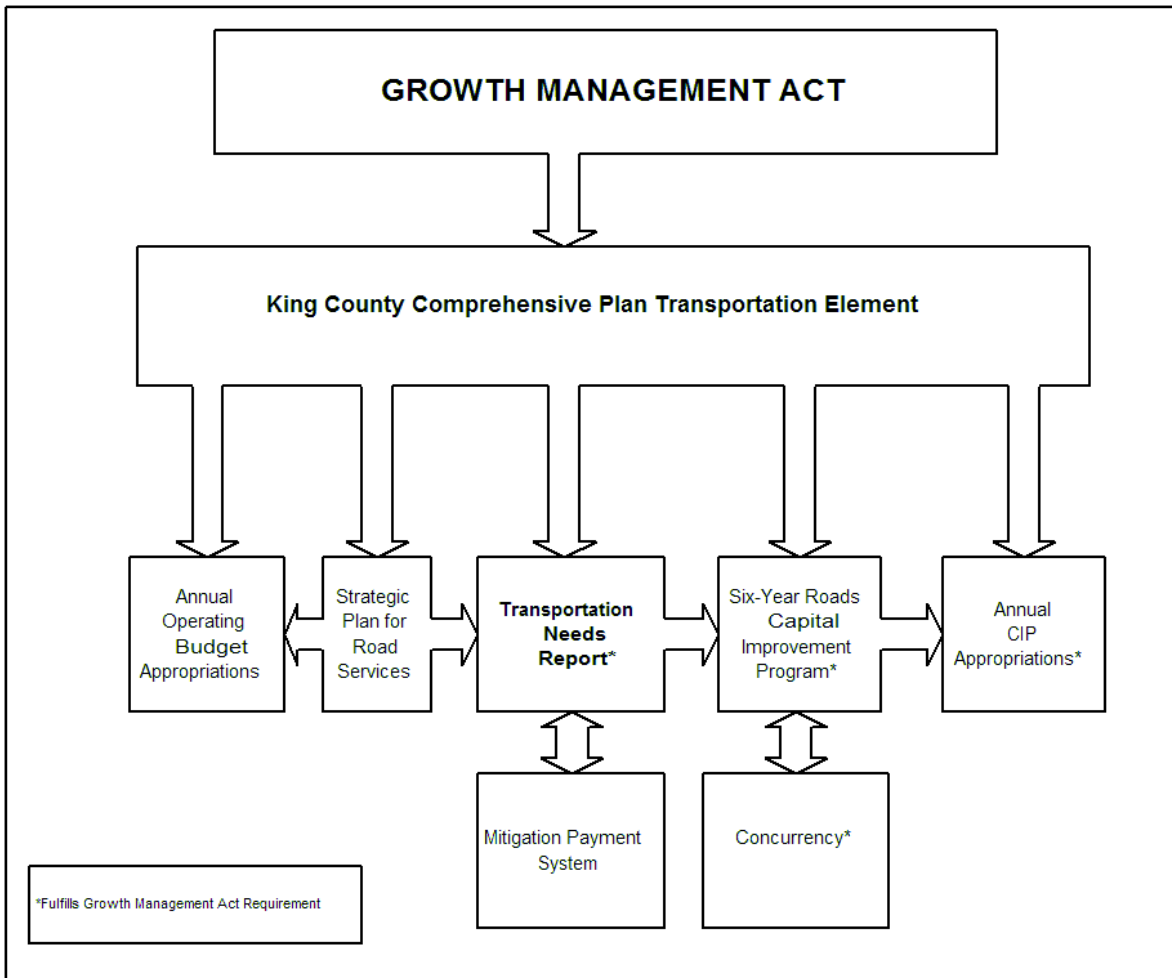 GROWTH MANAGEMENT ACT
King County Comprehensive Plan Transportation Element
Annual
Operating
Budget
Appropriations
Strategic
Plan for
Road
Services
Transportation
Needs
Report*
Six-Year Roads
Capital
Improvement
Program*
Annual
CIP
Appropriations*
Mitigation Payment
System
Concurrency*
*Fulfills Growth Management Act Requirement